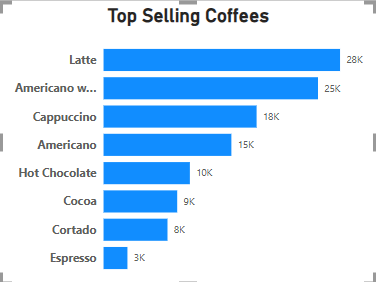 Top Selling Coffees
Latte 28K
Americano w... 25K
Cappuccino 18K
Americano 15K
Hot Chocolate 10K
Cocoa 9K
Cortado 8K
Espresso 3K